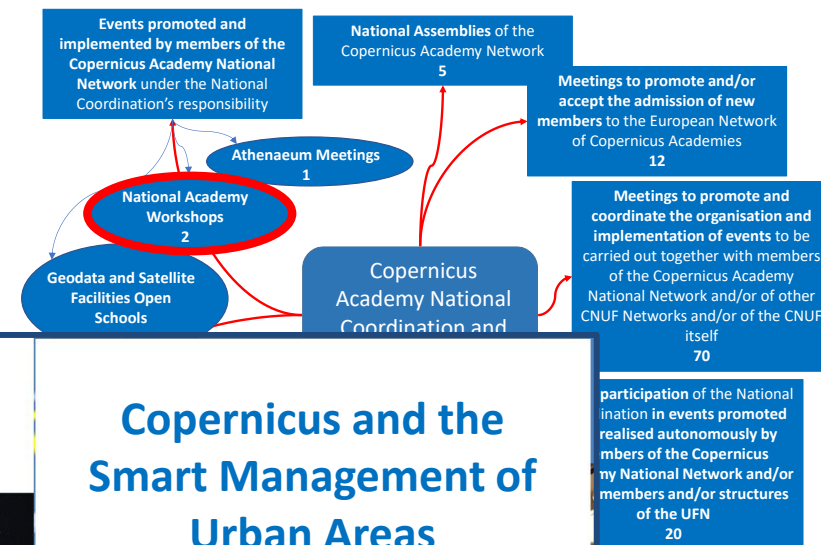 Events promoted and
implemented by members of the
Copernicus Academy National
Network under the National
Coordination's responsibility
National Assemblies of the
Copernicus Academy Network
5
Meetings to promote and/or
accept the admission of new
members to the European Network
of Copernicus Academies
12
Athenaeum Meetings
1
National Academy
Workshops
2
Geodata and Satellite
Facilities Open
Schools
Copernicus
Academy National
Coordination and
Meetings to promote and
coordinate the organisation and
implementation of events to be
carried out together with members
of the Copernicus Academy
National Network and/or of other
CNUF Networks and/or of the CNUF
itself
70
participation of the National
ination in events promoted
realised autonomously by
mbers of the Copernicus
my National Network and/or
members and/or structures
of the UFN
20
Copernicus and the
Smart Management of
Urban Areas